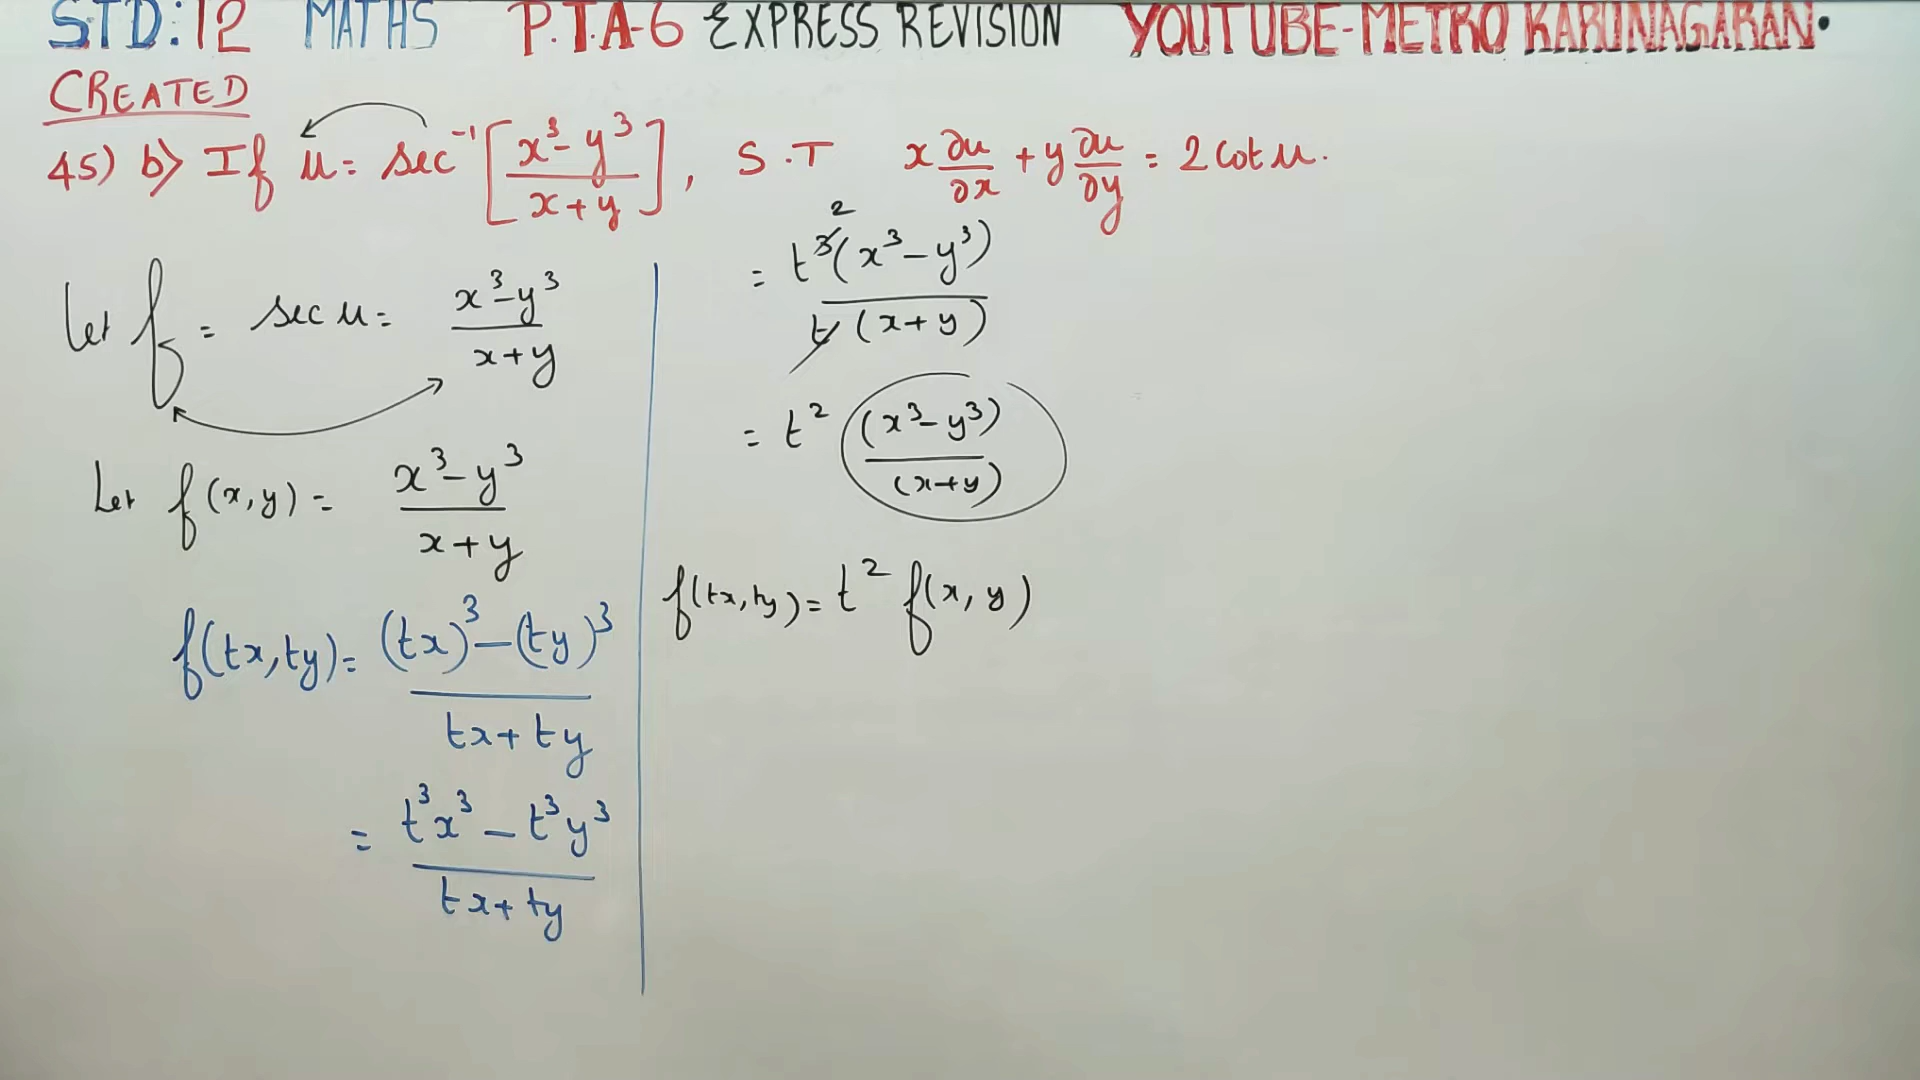 STD:12 MATHS P.T.A-6 EXPRESS REVISION YOUTUBE-METRO KARUNAGARAN.
CREATED
45) b) If u = sec⁻¹ [x³-y³ / x+y], S.T x ∂u/∂x + y ∂u/∂y = 2 cot u.
Let f = sec u = x³-y³ / x+y
Let f(x,y) = x³-y³ / x+y
f(tx,ty) = (tx)³-(ty)³ / tx+ty
= t³x³ - t³y³ / tx+ty
= t³ 2 (x³-y³) / t(x+y)
= t² (x³-y³) / (x+y)
f(tx,ty) = t² f(x,y)